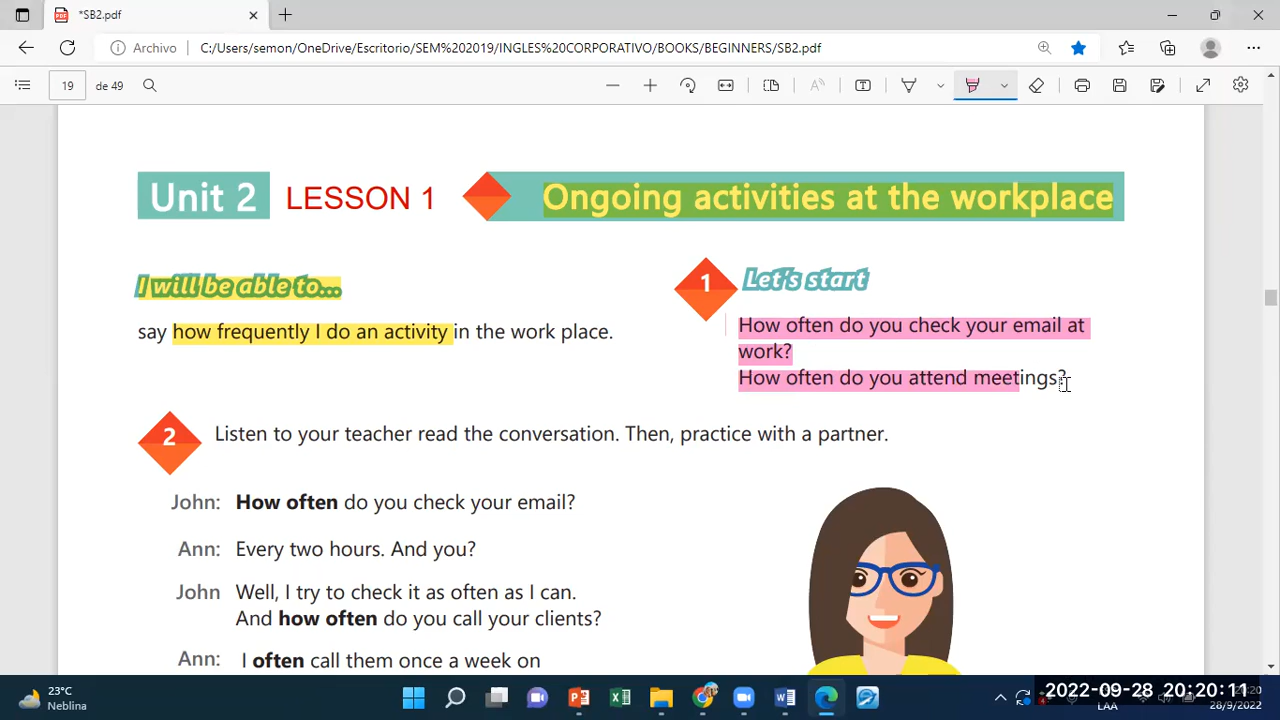 *SB2.pdf
Archivo
C:/Users/semon/OneDrive/Escritorio/SEM%202019/INGLES%20CORPORATIVO/BOOKS/BEGINNERS/SB2.pdf
19 de 49
Unit 2 LESSON 1 Ongoing activities at the workplace
I will be able to...
say how frequently I do an activity in the work place.
1 Let's start
How often do you check your email at
work?
How often do you attend meetings?
2 Listen to your teacher read the conversation. Then, practice with a partner.
John: How often do you check your email?
Ann: Every two hours. And you?
John Well, I try to check it as often as I can.
And how often do you call your clients?
Ann: I often call them once a week on
23°C
Neblina
LAA
2022-09-28 20:20:11
28/9/2022